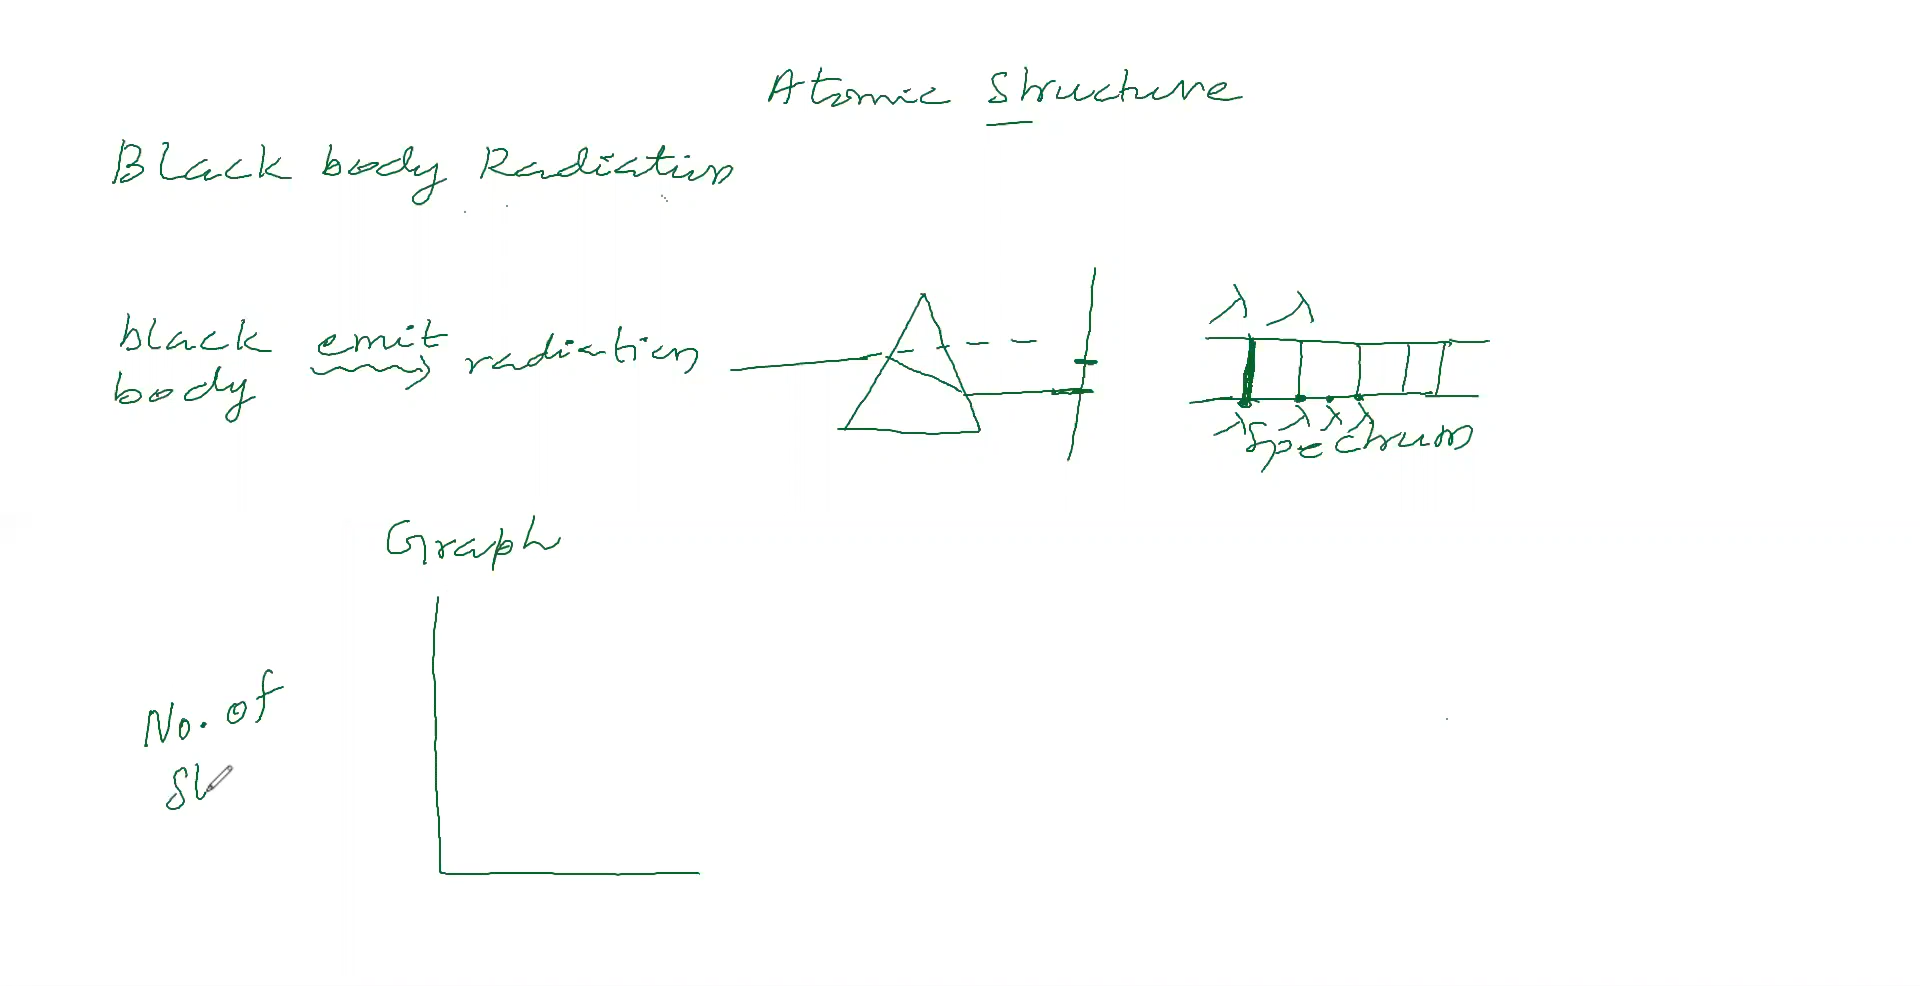 Atomic Structure
Black body Radiation
black emit radiation
body
λ λ
λ λ λ λ
Spectrum
Graph
No. of